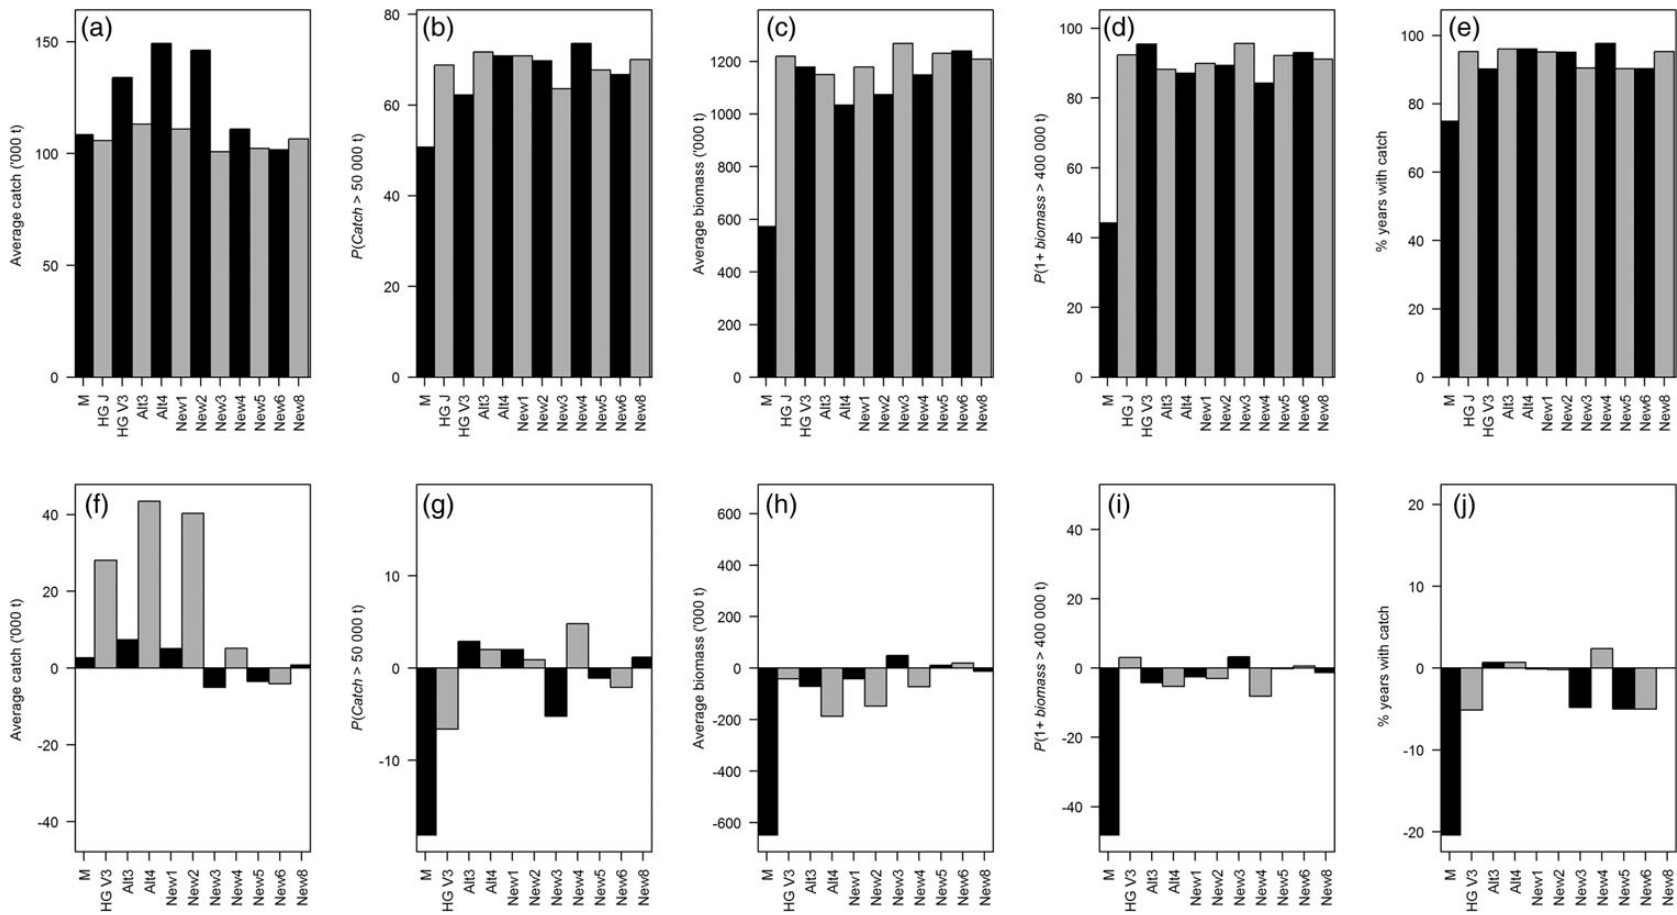 (a)
Average catch ('000 t)
150
100
50
0
M
HG J
HG V3
Alt3
Alt4
New1
New2
New3
New4
New5
New6
New8
(b)
P(Catch > 50 000 t)
80
60
40
20
0
M
HG J
HG V3
Alt3
Alt4
New1
New2
New3
New4
New5
New6
New8
(c)
Average biomass ('000 t)
1200
1000
800
600
400
200
0
M
HG J
HG V3
Alt3
Alt4
New1
New2
New3
New4
New5
New6
New8
(d)
P(1+ biomass > 400 000 t)
100
80
60
40
20
0
M
HG J
HG V3
Alt3
Alt4
New1
New2
New3
New4
New5
New6
New8
(e)
% years with catch
100
80
60
40
20
0
M
HG J
HG V3
Alt3
Alt4
New1
New2
New3
New4
New5
New6
New8
(f)
Average catch ('000 t)
40
20
0
-20
-40
M
HG V3
Alt3
Alt4
New1
New2
New3
New4
New5
New6
New8
(g)
P(Catch > 50 000 t)
10
0
-10
M
HG V3
Alt3
Alt4
New1
New2
New3
New4
New5
New6
New8
(h)
Average biomass ('000 t)
600
400
200
0
-200
-400
-600
M
HG V3
Alt3
Alt4
New1
New2
New3
New4
New5
New6
New8
(i)
P(1+ biomass > 400 000 t)
40
20
0
-20
-40
M
HG V3
Alt3
Alt4
New1
New2
New3
New4
New5
New6
New8
(j)
% years with catch
20
10
0
-10
-20
M
HG V3
Alt3
Alt4
New1
New2
New3
New4
New5
New6
New8